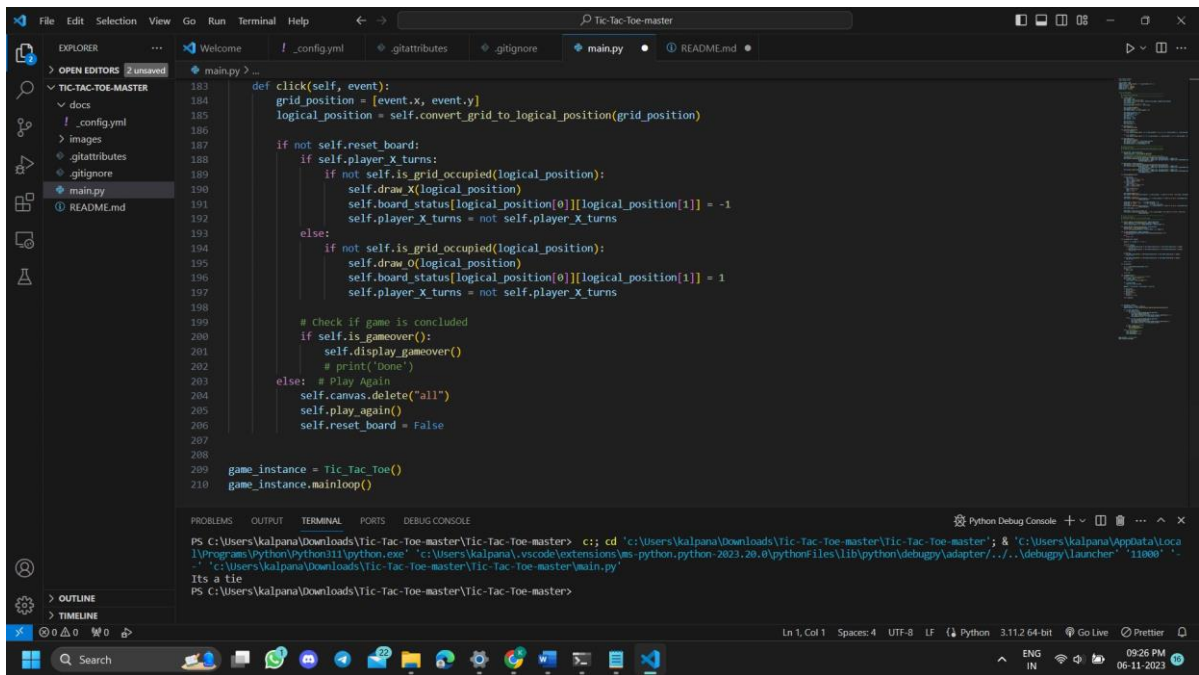 File Edit Selection View Go Run Terminal Help
Tic-Tac-Toe-master
EXPLORER
Welcome
_config.yml
.gitattributes
.gitignore
main.py
README.md
OPEN EDITORS 2 unsaved
TIC-TAC-TOE-MASTER
docs
_config.yml
images
.gitattributes
.gitignore
main.py
README.md
OUTLINE
TIMELINE
main.py > ...
183 def click(self, event):
184 grid_position = [event.x, event.y]
185 logical_position = self.convert_grid_to_logical_position(grid_position)
186
187 if not self.reset_board:
188 if self.player_X_turns:
189 if not self.is_grid_occupied(logical_position):
190 self.draw_X(logical_position)
191 self.board_status[logical_position[0]][logical_position[1]] = -1
192 self.player_X_turns = not self.player_X_turns
193 else:
194 if not self.is_grid_occupied(logical_position):
195 self.draw_O(logical_position)
196 self.board_status[logical_position[0]][logical_position[1]] = 1
197 self.player_X_turns = not self.player_X_turns
198
199 # Check if game is concluded
200 if self.is_gameover():
201 self.display_gameover()
202 # print('Done')
203 else: # Play Again
204 self.canvas.delete("all")
205 self.play_again()
206 self.reset_board = False
207
208
209 game_instance = Tic_Tac_Toe()
210 game_instance.mainloop()
PROBLEMS OUTPUT TERMINAL PORTS DEBUG CONSOLE
Python Debug Console
PS C:\Users\kalpana\Downloads\Tic-Tac-Toe-master\Tic-Tac-Toe-master> c:; cd 'c:\Users\kalpana\Downloads\Tic-Tac-Toe-master\Tic-Tac-Toe-master'; & 'C:\Users\kalpana\AppData\Loca
l\Programs\Python\Python311\python.exe' 'c:\Users\kalpana\.vscode\extensions\ms-python.python-2023.20.0\pythonFiles\lib\python\debugpy\adapter/../..\debugpy\launcher' '11000' '-
-' 'c:\Users\kalpana\Downloads\Tic-Tac-Toe-master\Tic-Tac-Toe-master\main.py'
Its a tie
PS C:\Users\kalpana\Downloads\Tic-Tac-Toe-master\Tic-Tac-Toe-master>
0 0 0 Ln 1, Col 1 Spaces: 4 UTF-8 LF Python 3.11.2 64-bit Go Live Prettier
Search
22
ENG
IN
09:26 PM
06-11-2023
16